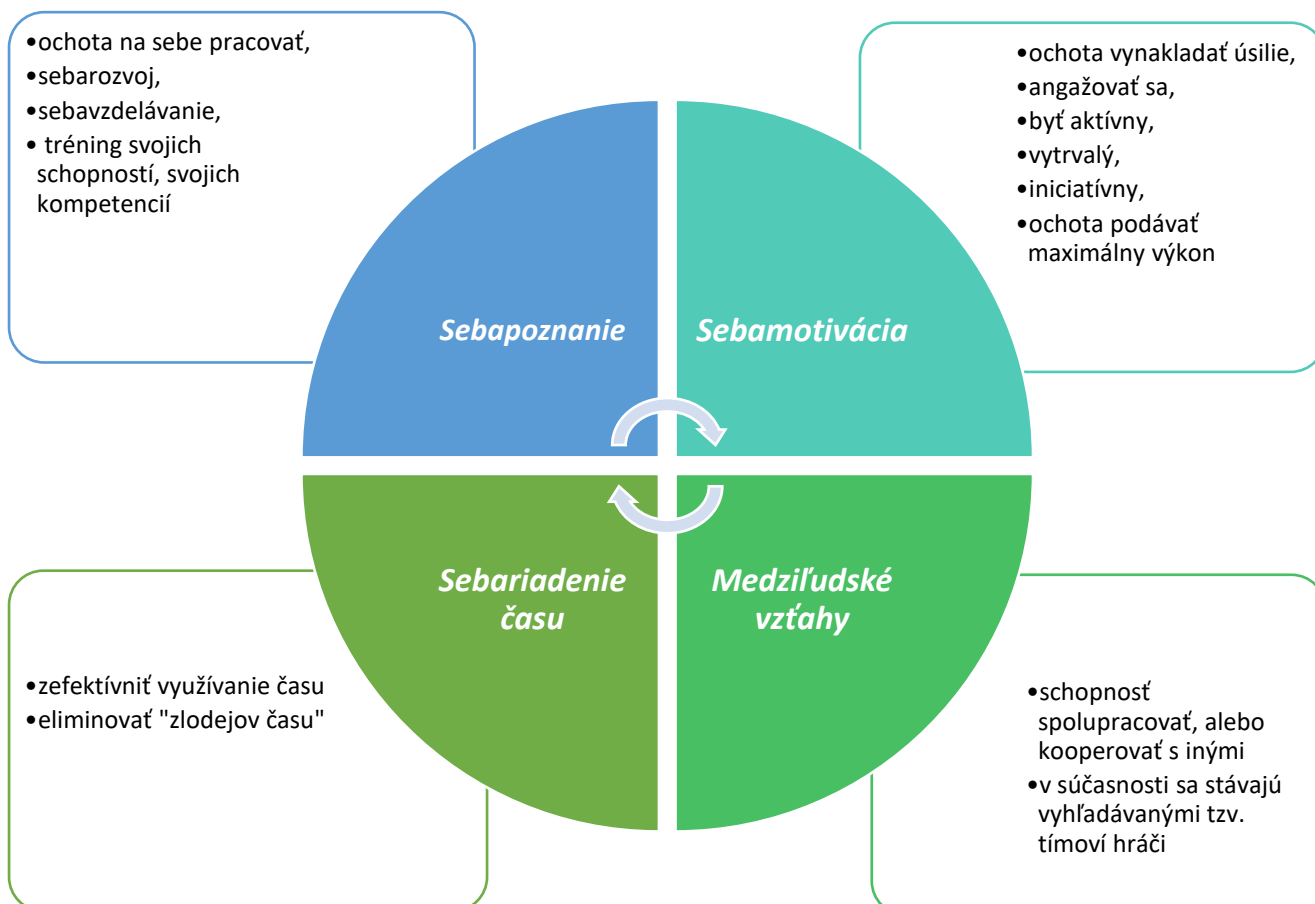 •ochota na sebe pracovať,
•sebarozvoj,
•sebavzdelávanie,
• tréning svojich
schopností, svojich
kompetencií
•ochota vynakladať úsilie,
•angažovať sa,
•byť aktívny,
•vytrvalý,
•iniciatívny,
•ochota podávať
maximálny výkon
Sebapoznanie
Sebamotivácia
Sebariadenie
času
Medziľudské
vzťahy
•zefektívniť využívanie času
•eliminovať "zlodejov času"
•schopnosť
spolupracovať, alebo
kooperovať s inými
•v súčasnosti sa stávajú
vyhľadávanými tzv.
tímoví hráči